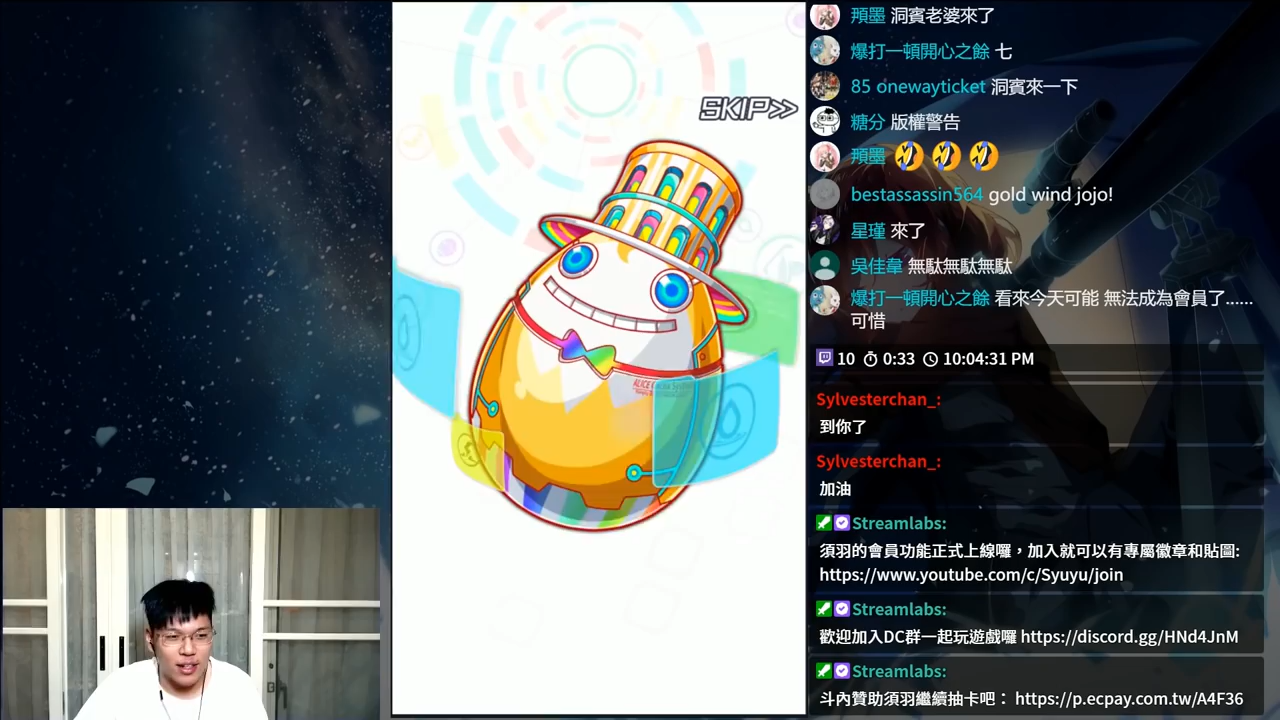 SKIP>>
頖墨 洞賓老婆來了
爆打一頓開心之餘 七
85 onewayticket 洞賓來一下
糖分 版權警告
頖墨 🤣 🤣 🤣
bestassassin564 gold wind jojo!
星瑾 來了
吳佳韋 無駄無駄無駄
爆打一頓開心之餘 看來今天可能 無法成為會員了......
可惜
10 0:33 10:04:31 PM
Sylvesterchan_:
到你了
Sylvesterchan_:
加油
Streamlabs:
須羽的會員功能正式上線囉，加入就可以有專屬徽章和貼圖:
https://www.youtube.com/c/Syuyu/join
Streamlabs:
歡迎加入DC群一起玩遊戲囉 https://discord.gg/HNd4JnM
Streamlabs:
斗內贊助須羽繼續抽卡吧： https://p.ecpay.com.tw/A4F36